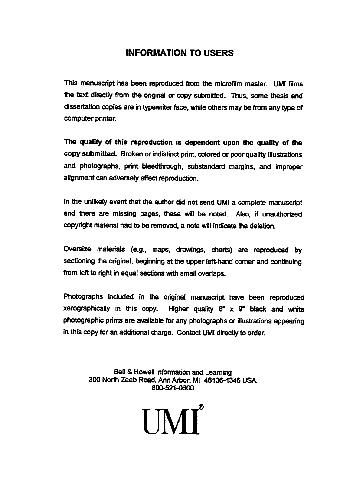 INFORMATION TO USERS
This manuscript has been reproduced from the microfilm master. UMI films
the text directly from the original or copy submitted. Thus, some thesis and
dissertation copies are in typewriter face, while others may be from any type of
computer printer.
The quality of this reproduction is dependent upon the quality of the
copy submitted. Broken or indistinct print, colored or poor quality illustrations
and photographs, print bleedthrough, substandard margins, and improper
alignment can adversely affect reproduction.
In the unlikely event that the author did not send UMI a complete manuscript
and there are missing pages, these will be noted. Also, if unauthorized
copyright material had to be removed, a note will indicate the deletion.
Oversize materials (e.g., maps, drawings, charts) are reproduced by
sectioning the original, beginning at the upper left-hand corner and continuing
from left to right in equal sections with small overlaps.
Photographs included in the original manuscript have been reproduced
xerographically in this copy. Higher quality 6" x 9" black and white
photographic prints are available for any photographs or illustrations appearing
in this copy for an additional charge. Contact UMI directly to order.
Bell & Howell Information and Learning
300 North Zeeb Road, Ann Arbor, MI 48106-1346 USA
800-521-0600
UMI®